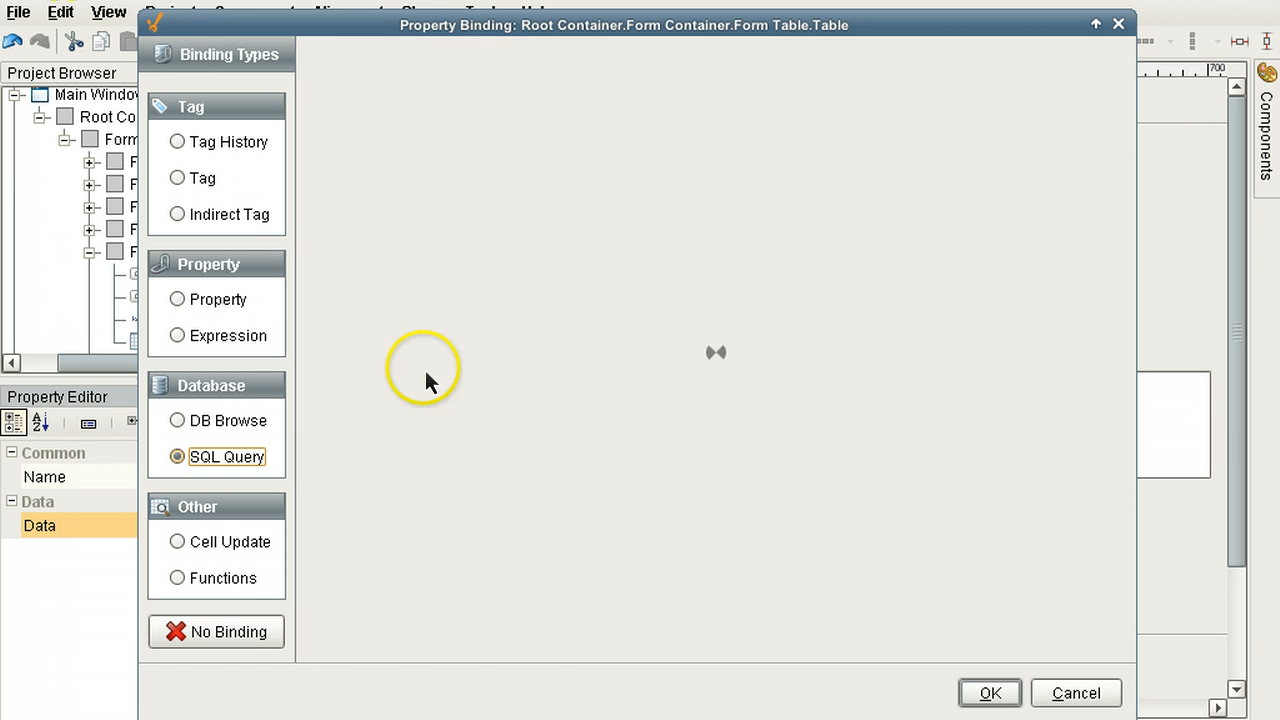 File Edit View
Property Binding: Root Container.Form Container.Form Table.Table
Project Browser
Main Windo
Root Co
Form
F
F
F
F
F
Property Editor
Common
Name
Data
Data
Binding Types
Tag
Tag History
Tag
Indirect Tag
Property
Property
Expression
Database
DB Browse
SQL Query
Other
Cell Update
Functions
No Binding
OK
Cancel
700
Components